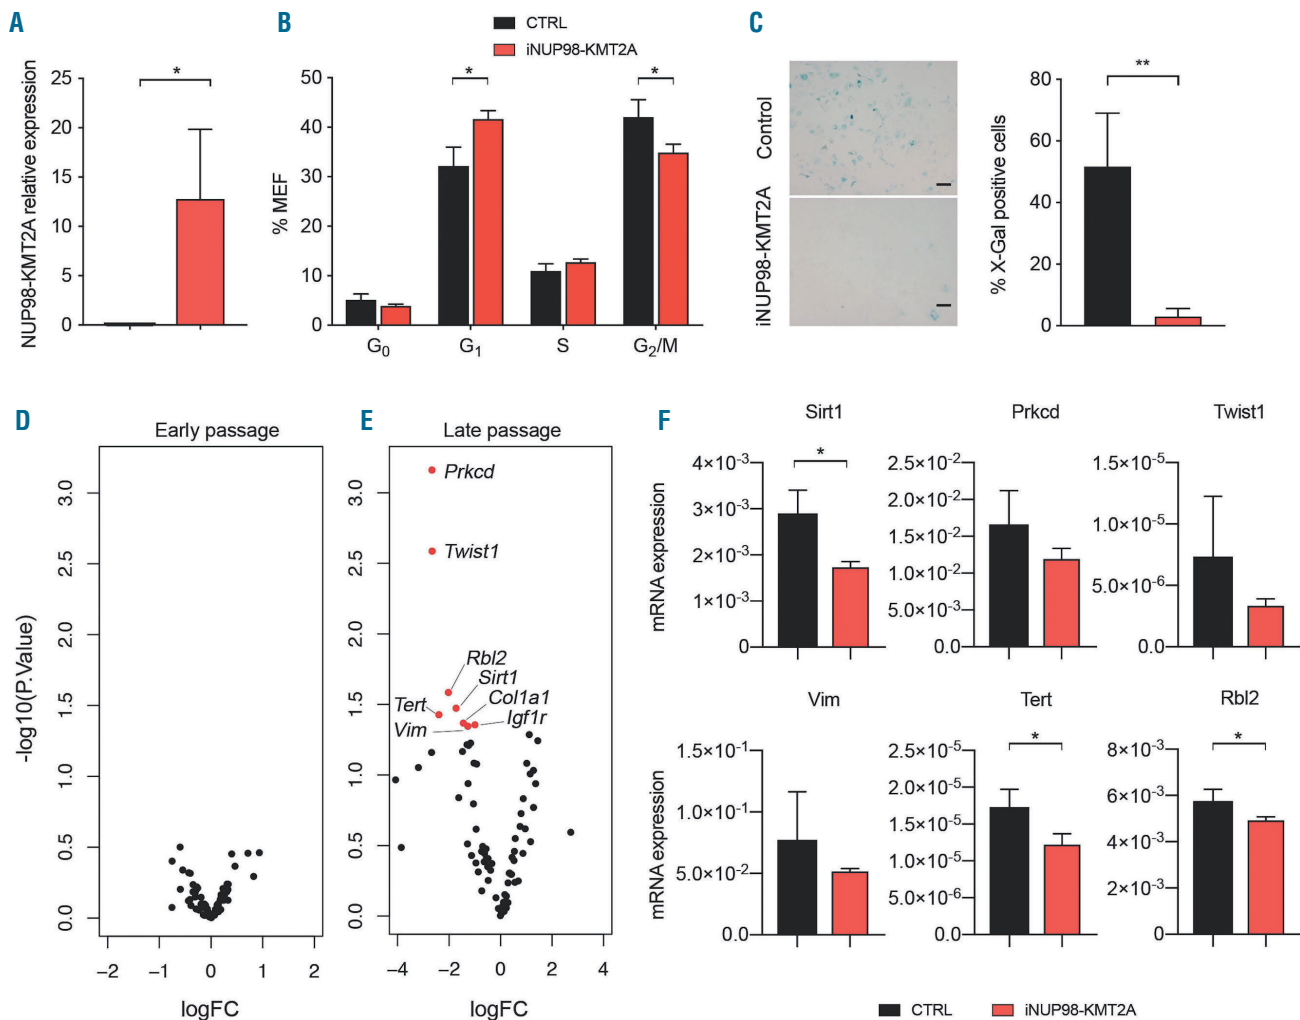 A
NUP98-KMT2A relative expression
25
20
15
10
5
0
*
B
CTRL
iNUP98-KMT2A
% MEF
50
40
30
20
10
0
*
*
G0
G1
S
G2/M
C
Control
iNUP98-KMT2A
% X-Gal positive cells
80
60
40
20
0
**
D
Early passage
-log10(P.Value)
3.0
2.5
2.0
1.5
1.0
0.5
0.0
−2
−1
0
1
2
logFC
E
Late passage
3.0
2.5
2.0
1.5
1.0
0.5
0.0
Prkcd
Twist1
Rbl2
Sirt1
Tert
Col1a1
Vim
Igf1r
−4
−2
0
2
4
logFC
F
Sirt1
mRNA expression
4×10−3
3×10−3
2×10−3
1×10−3
0
*
Prkcd
2.5×10−2
2.0×10−2
1.5×10−2
1.0×10−2
5.0×10−3
0.0
Twist1
1.5×10−5
1.0×10−5
5.0×10−6
0.0
Vim
mRNA expression
1.5×10−1
1.0×10−1
5.0×10−2
0.0
Tert
2.5×10−5
2.0×10−5
1.5×10−5
1.0×10−5
5.0×10−6
0.0
*
Rbl2
8×10−3
6×10−3
4×10−3
2×10−3
0.0
*
CTRL
iNUP98-KMT2A